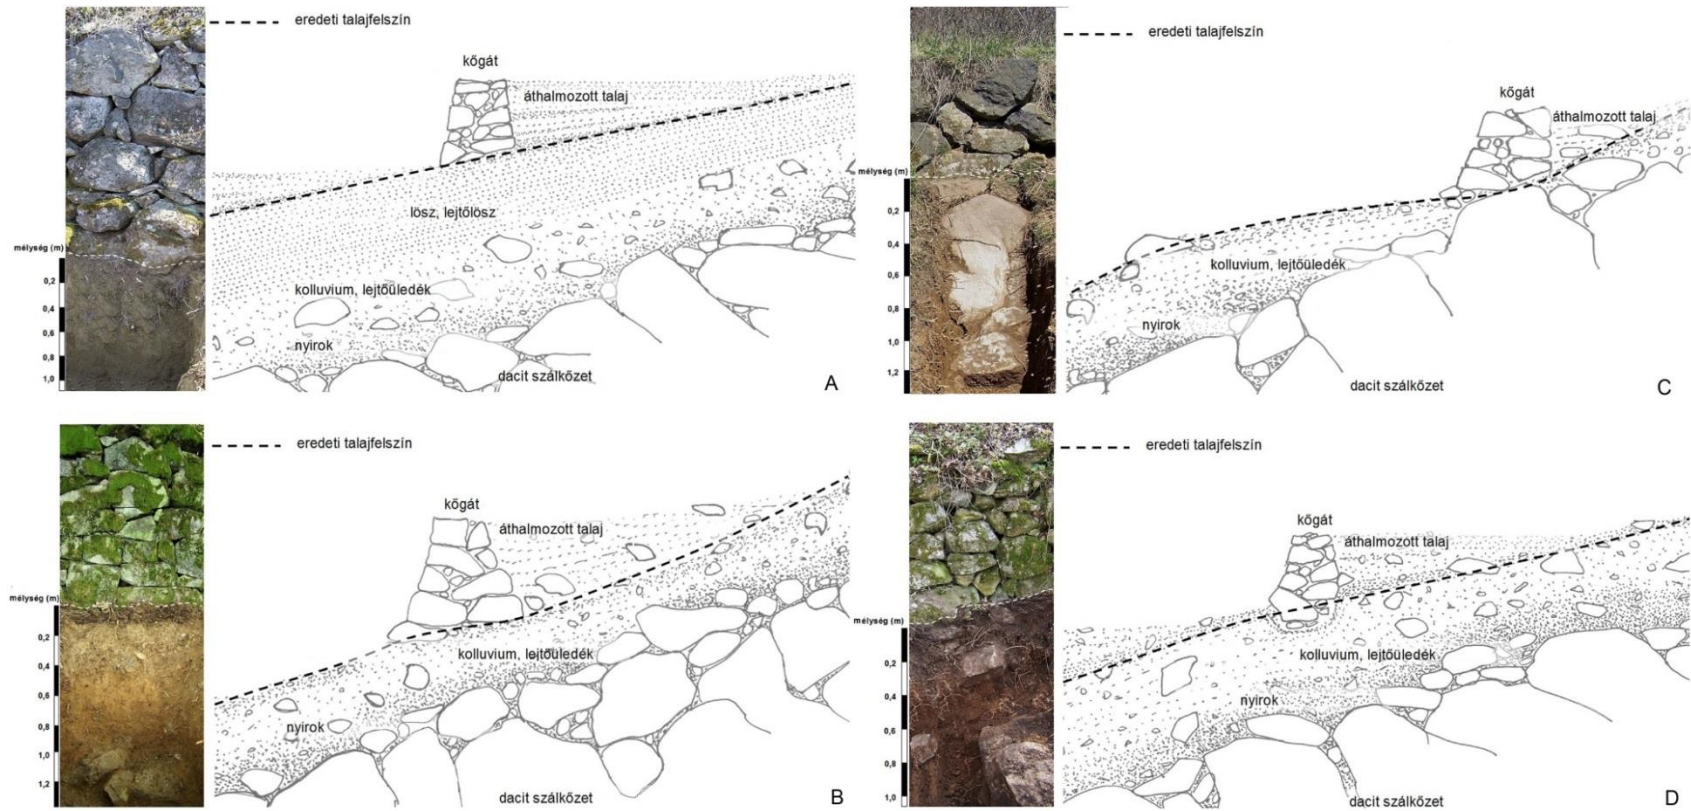 eredeti talajfelszín
kőgát
áthalmozott talaj
lösz, lejtőlösz
kolluvium, lejtőüledék
nyirok
dacit szálkőzet
mélység (m)
0,2
0,4
0,6
0,8
1,0
A
eredeti talajfelszín
kőgát
áthalmozott talaj
kolluvium, lejtőüledék
nyirok
dacit szálkőzet
mélység (m)
0,2
0,4
0,6
0,8
1,0
1,2
C
eredeti talajfelszín
kőgát
áthalmozott talaj
kolluvium, lejtőüledék
nyirok
dacit szálkőzet
mélység (m)
0,2
0,4
0,6
0,8
1,0
1,2
B
eredeti talajfelszín
kőgát
áthalmozott talaj
kolluvium, lejtőüledék
nyirok
dacit szálkőzet
mélység (m)
0,2
0,4
0,6
0,8
1,0
D